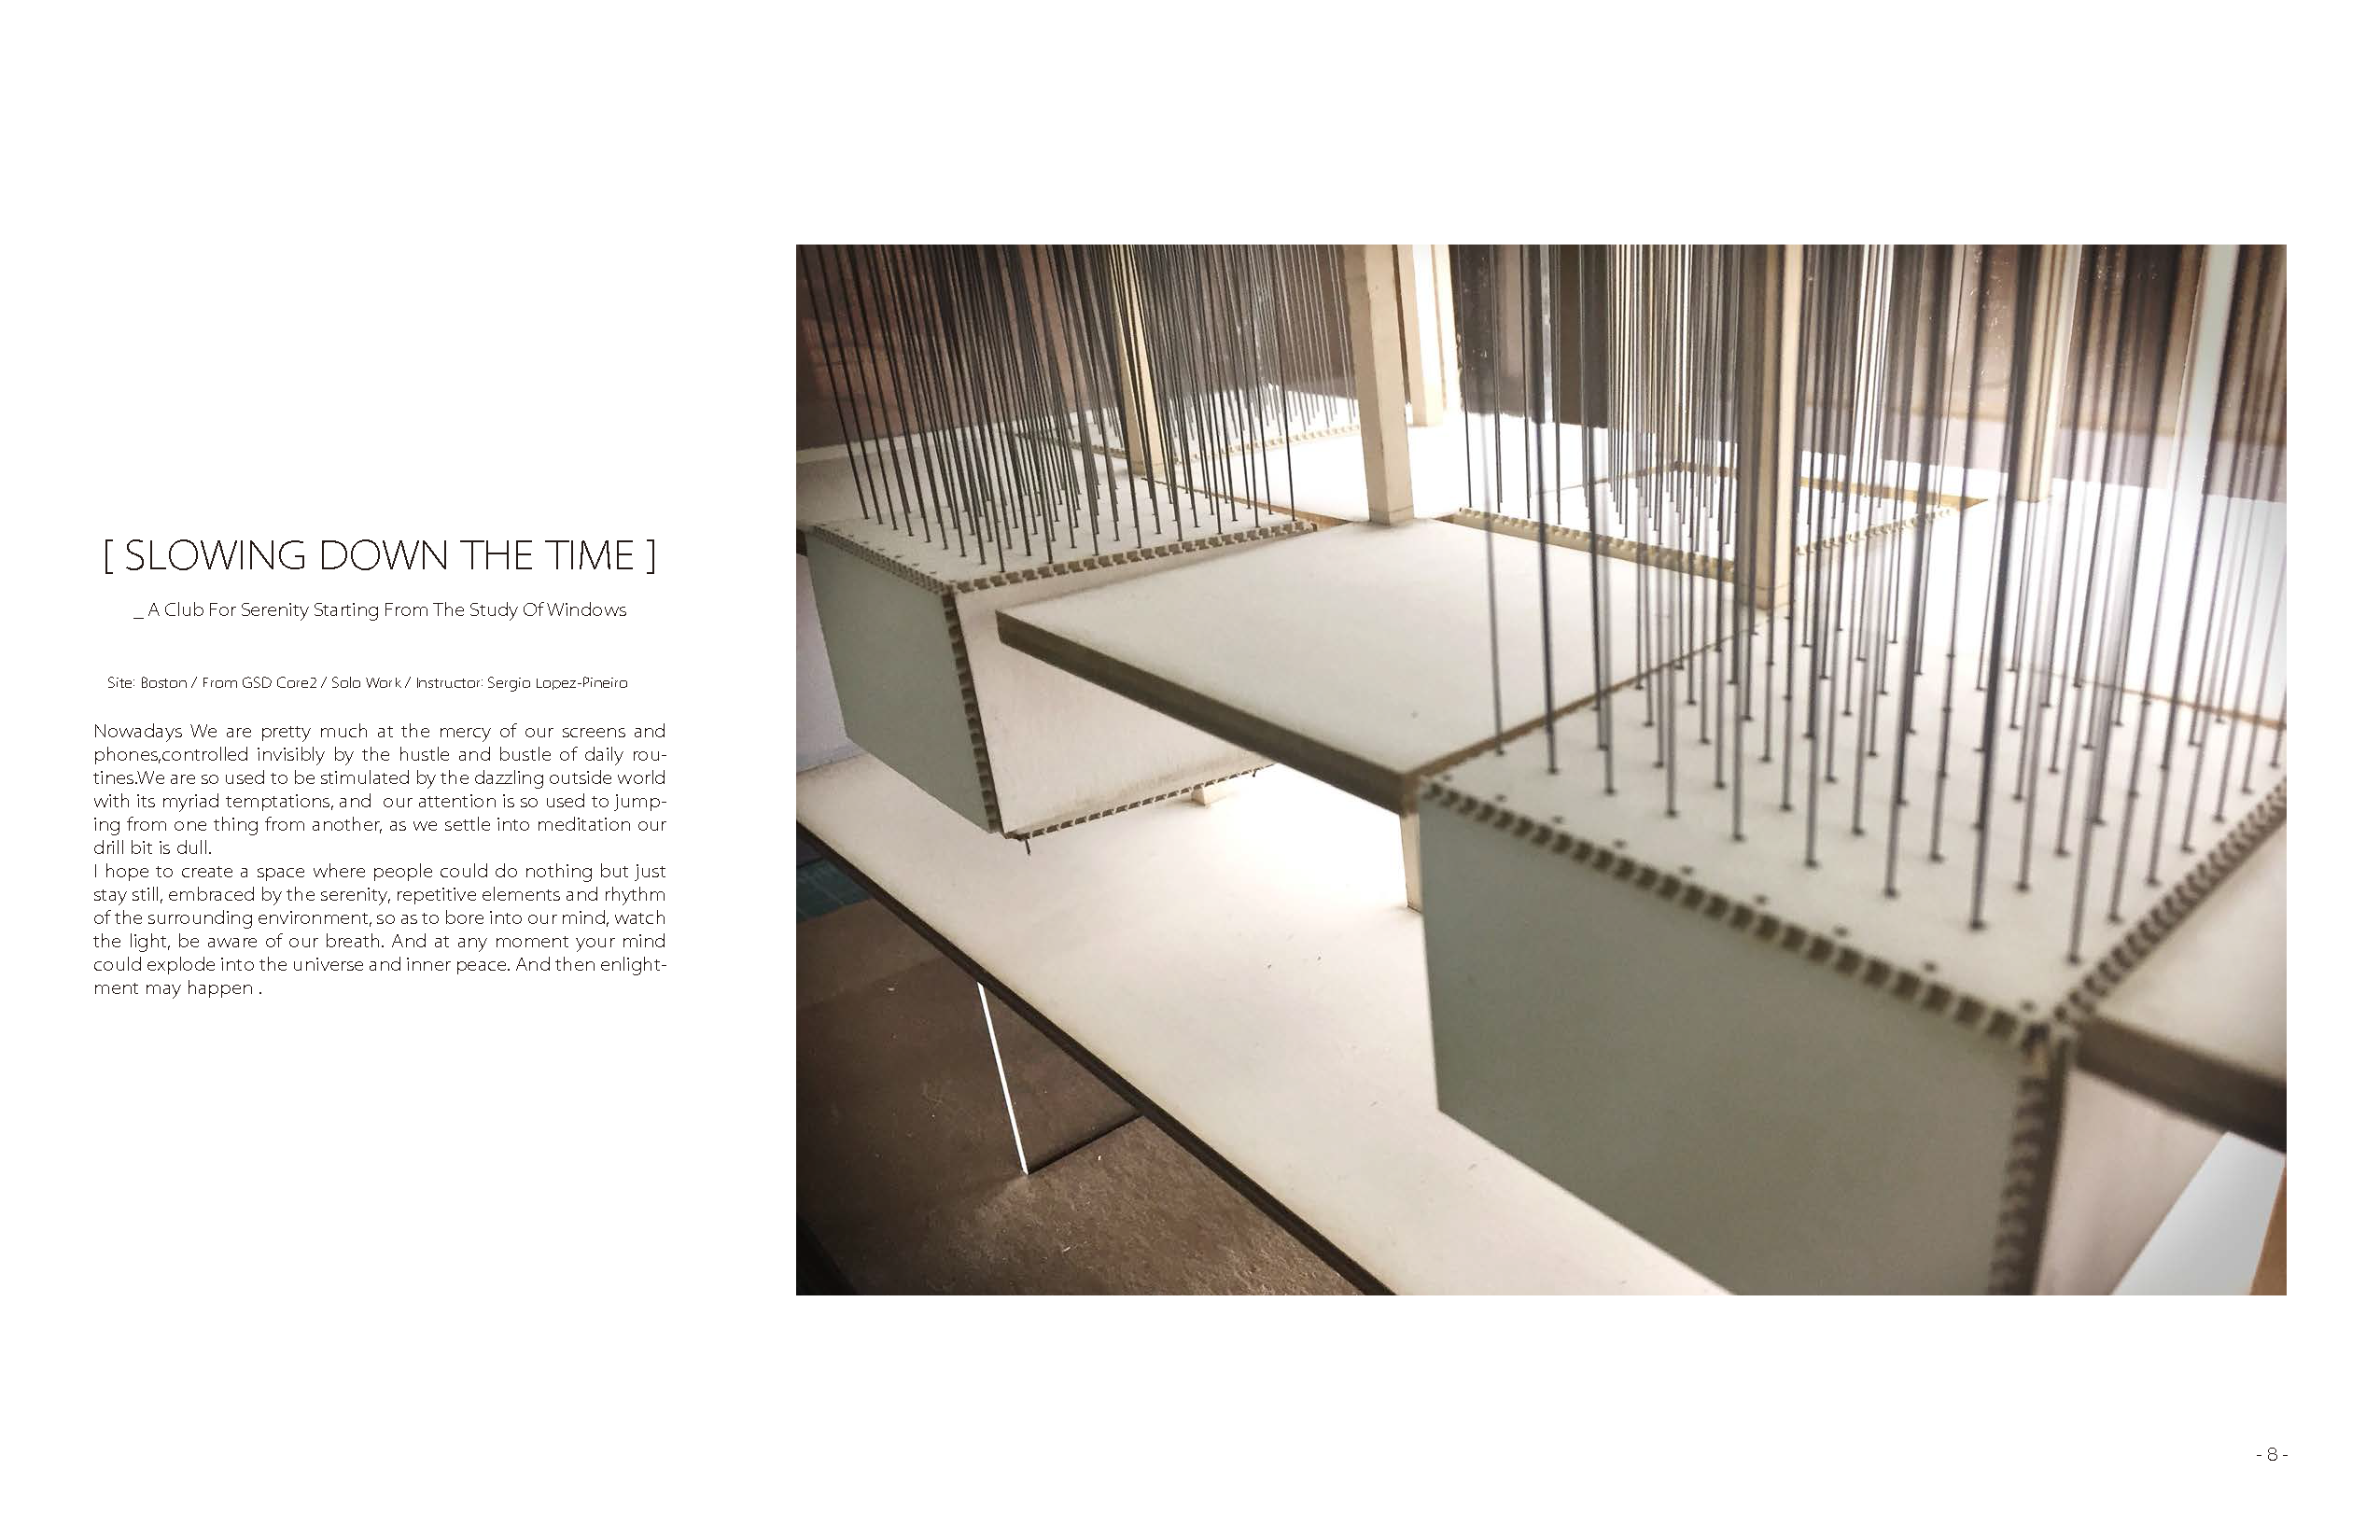 [ SLOWING DOWN THE TIME ]
_ A Club For Serenity Starting From The Study Of Windows
Site: Boston / From GSD Core2 / Solo Work / Instructor: Sergio Lopez-Pineiro
Nowadays We are pretty much at the mercy of our screens and
phones,controlled invisibly by the hustle and bustle of daily rou-
tines.We are so used to be stimulated by the dazzling outside world
with its myriad temptations, and  our attention is so used to jump-
ing from one thing from another, as we settle into meditation our
drill bit is dull.
I hope to create a space where people could do nothing but just
stay still, embraced by the serenity, repetitive elements and rhythm
of the surrounding environment, so as to bore into our mind, watch
the light, be aware of our breath. And at any moment your mind
could explode into the universe and inner peace. And then enlight-
ment may happen .
- 8 -